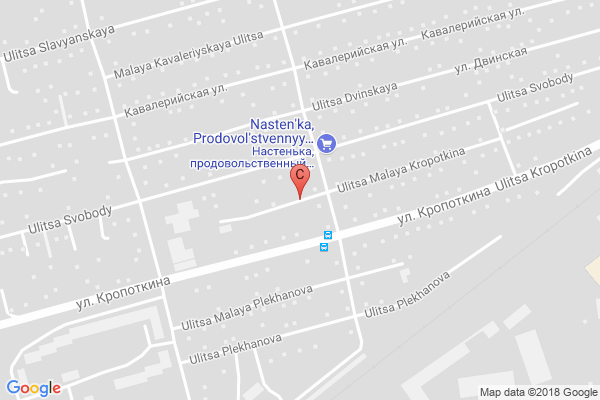 Ulitsa Slavyanskaya
Malaya Kavaleriyskaya Ulitsa
Кавалерийская ул.
Кавалерийская ул.
Кавалерийская ул.
ул. Двинская
Ulitsa Dvinskaya
Ulitsa Svobody
Nasten'ka,
Prodovol'stvennyy...
Настенька,
продовольственный...
C
Ulitsa Malaya Kropotkina
ул. Кропоткина
Ulitsa Kropotkina
Ulitsa Svobody
ул. Кропоткина
Ulitsa Malaya Plekhanova
Ulitsa Plekhanova
Ulitsa Plekhanova
Google
Map data ©2018 Google